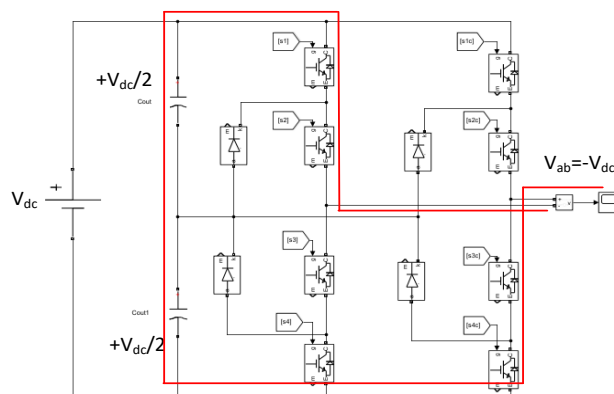 [s1]
[s1c]
+Vdc/2
Cout
[s2]
[s2c]
Vab=-Vdc
+
Vdc
+
-
v
[s3]
[s3c]
Cout1
[s4]
[s4c]
+Vdc/2
g
C
m
E
g
C
m
E
g
C
m
E
g
C
m
E
m
k
a
m
k
a
g
C
m
E
g
C
m
E
m
k
a
m
k
a
g
C
m
E
g
C
m
E